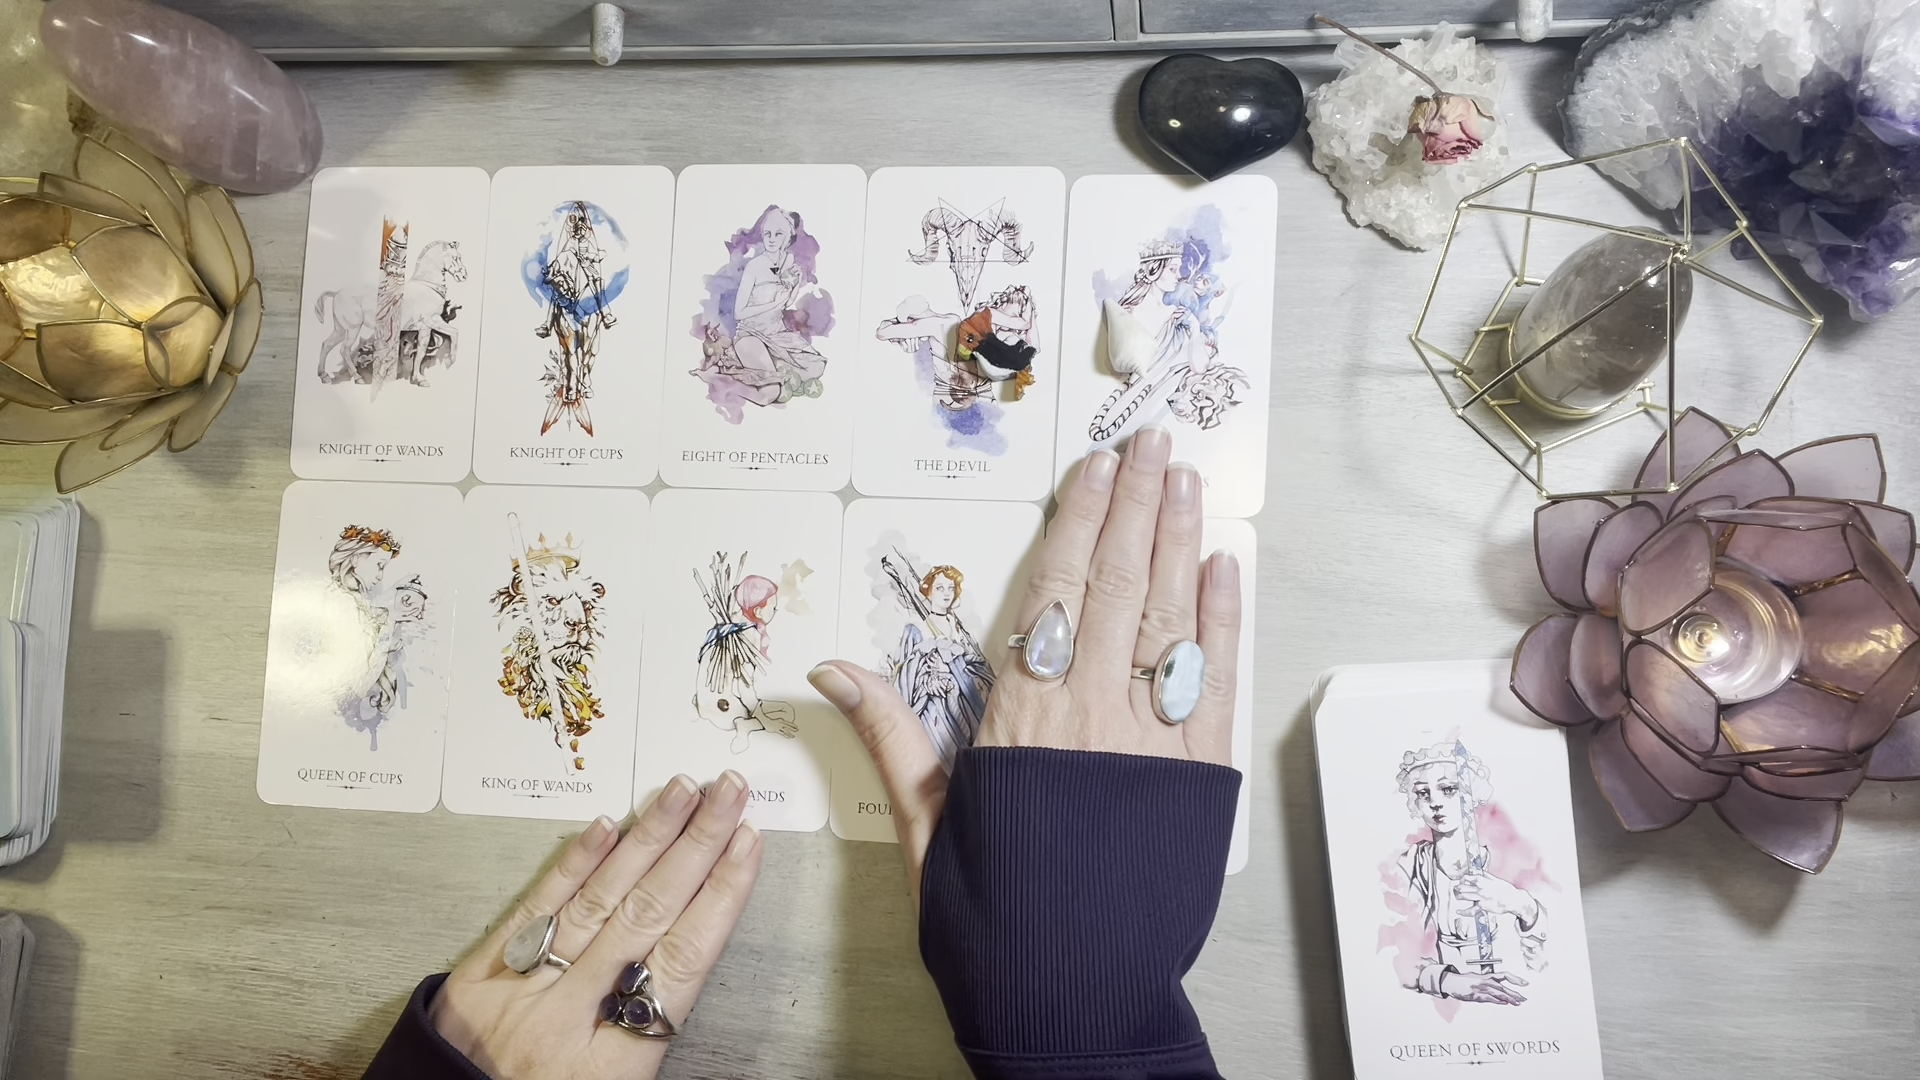 KNIGHT OF WANDS
KNIGHT OF CUPS
EIGHT OF PENTACLES
THE DEVIL
QUEEN OF CUPS
KING OF WANDS
ANDS
FOU
QUEEN OF SWORDS